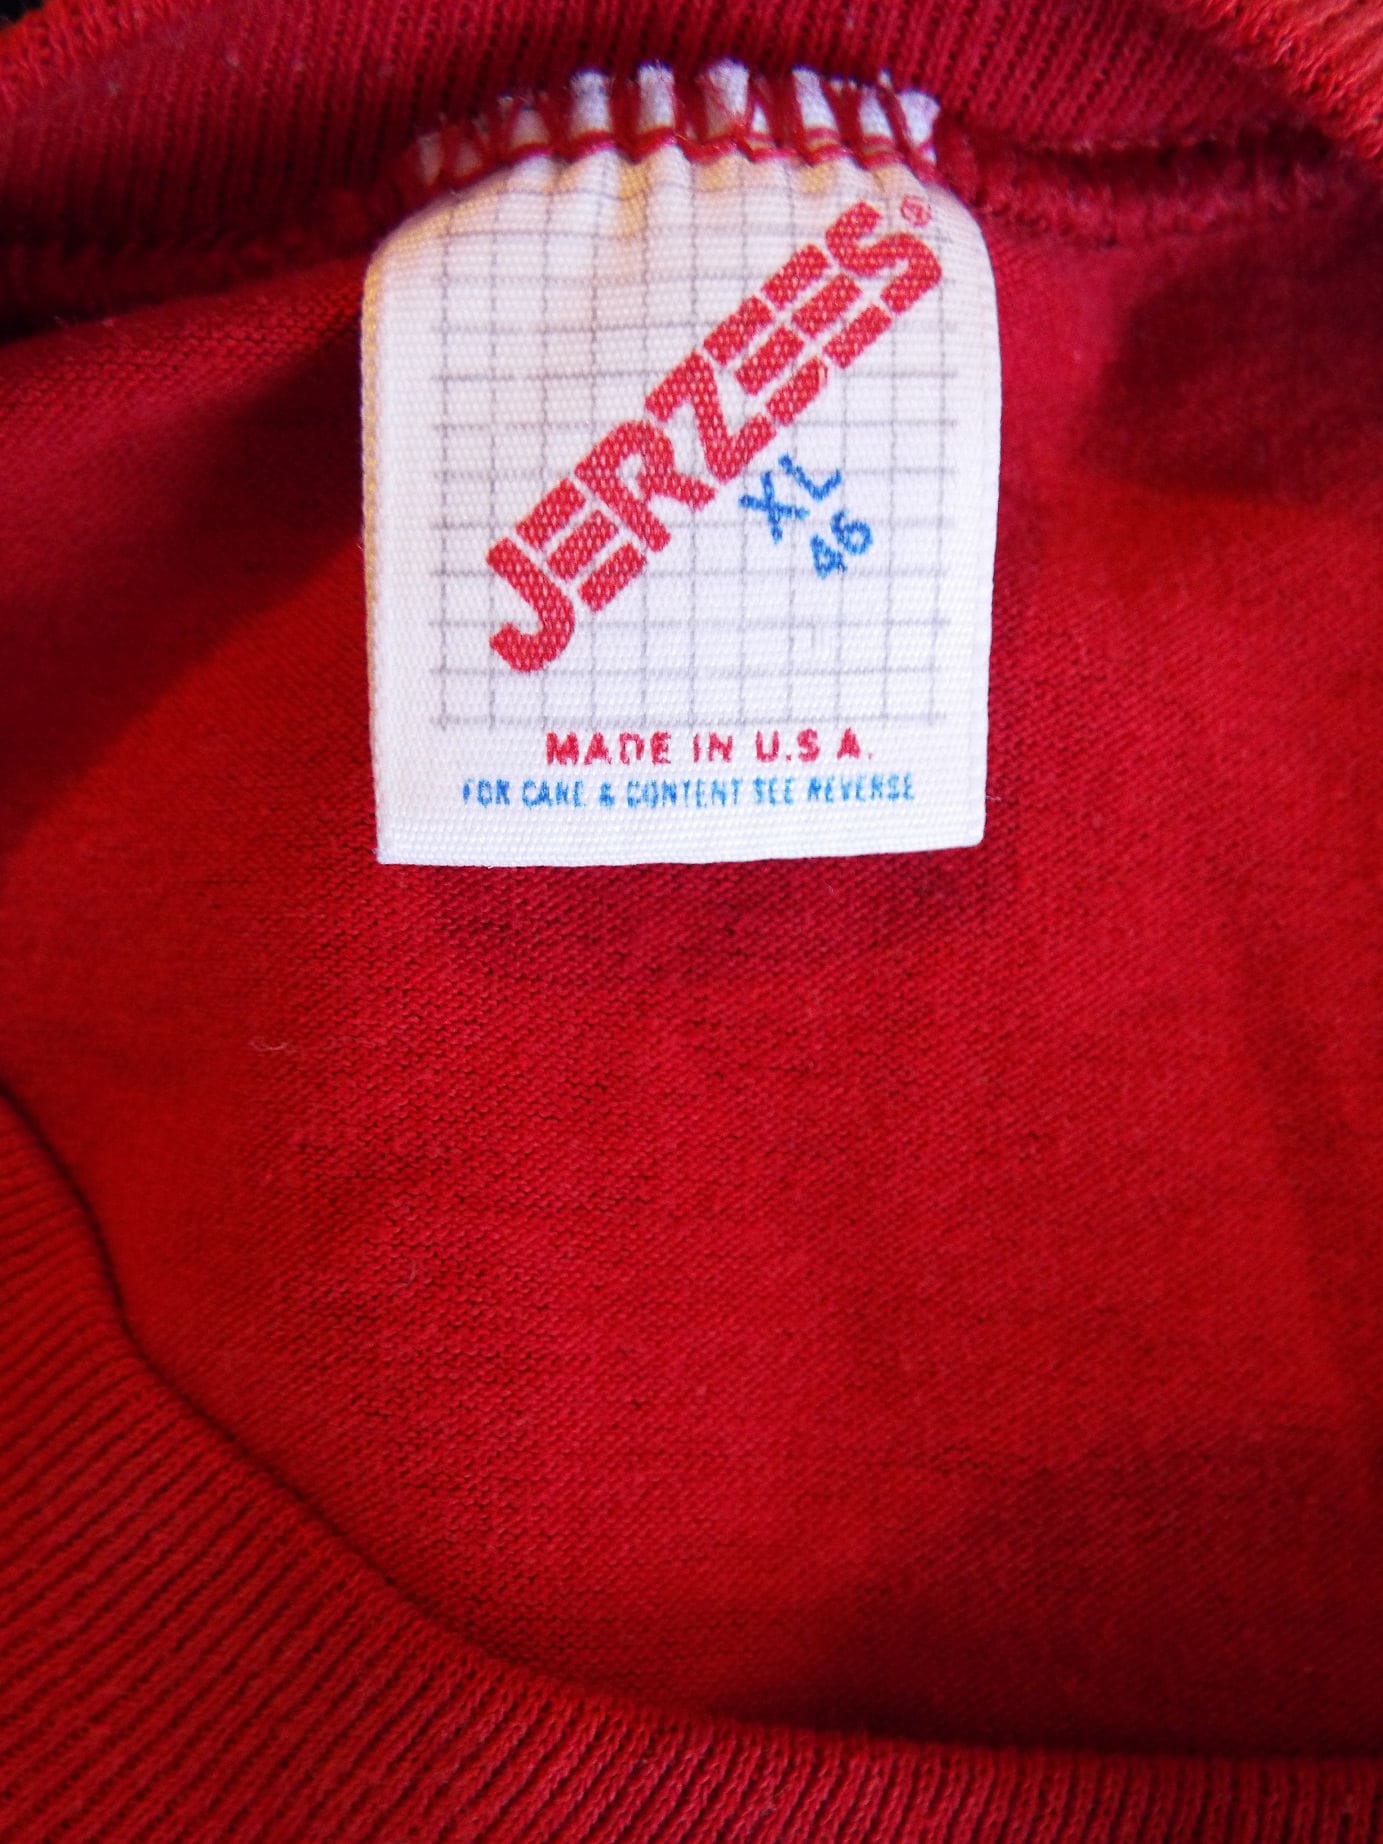 JERZEES®
XL
46
MADE IN U.S.A.
FOR CARE & CONTENT SEE REVERSE